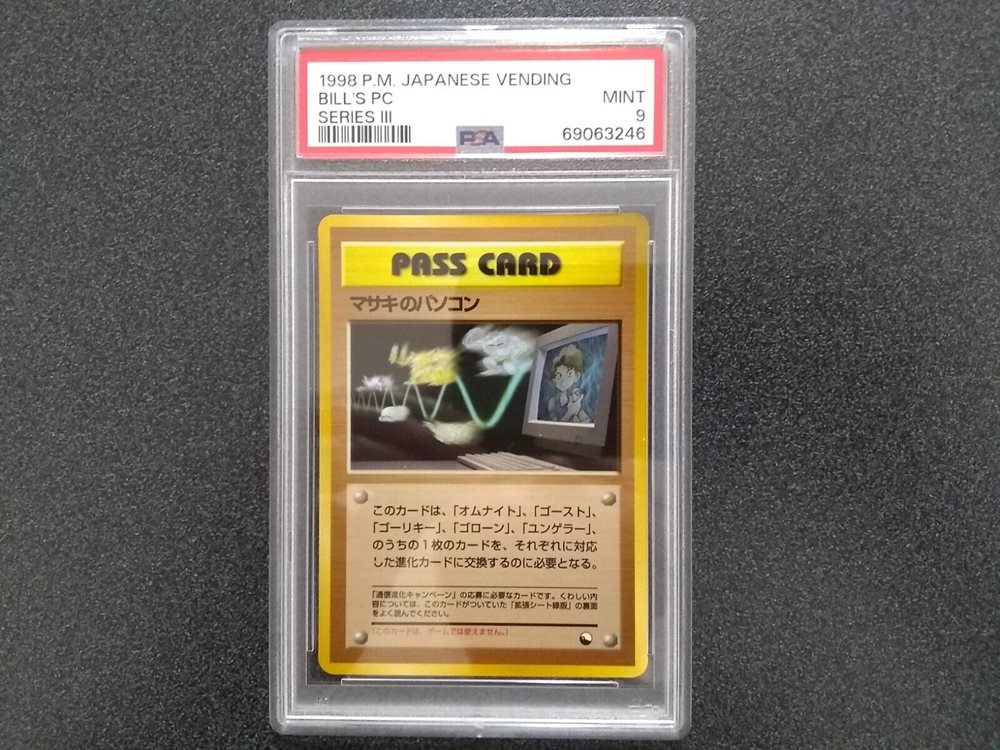 1998 P.M. JAPANESE VENDING
BILL'S PC MINT
SERIES III 9
PSA 69063246
PASS CARD
マサキのパソコン
このカードは、「オムナイト」、「ゴースト」、
「ゴーリキー」、「ゴローン」、「ユンゲラー」、
のうちの1枚のカードを、それぞれに対応
した進化カードに交換するのに必要となる。
「通信進化キャンペーン」の応募に必要なカードです。くわしい内
容については、このカードがついていた「拡張シート緑版」の裏面
をよく読んでください。
(このカードは、ゲームでは使えません。)